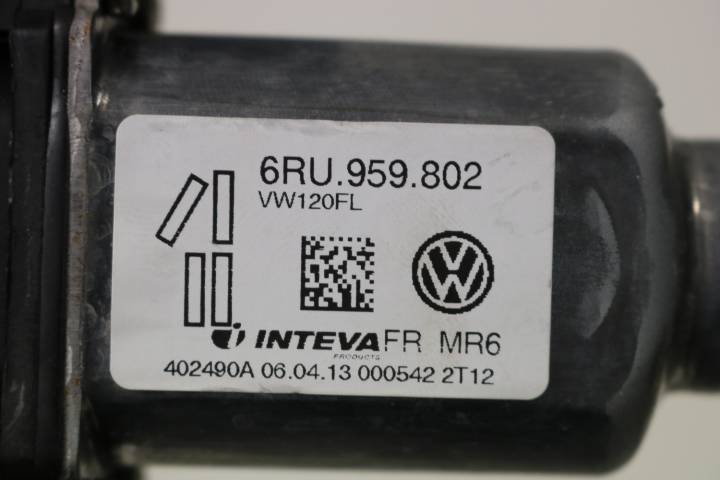 6RU.959.802
VW120FL
INTEVA FR MR6
PRODUCTS
402490A 06.04.13 000542 2T12